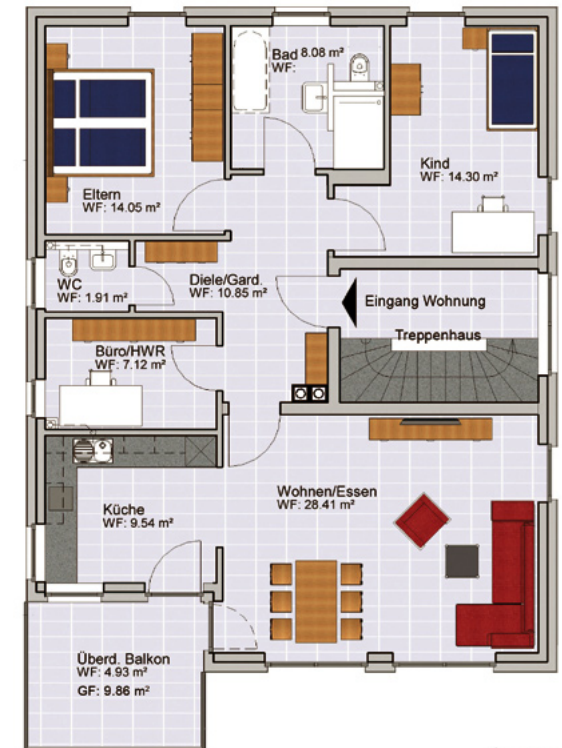 Bad 8.08 m²
WF:
Kind
WF: 14.30 m²
Eltern
WF: 14.05 m²
WC
WF: 1.91 m²
Diele/Gard.
WF: 10.85 m²
Eingang Wohnung
Treppenhaus
Büro/HWR
WF: 7.12 m²
Wohnen/Essen
WF: 28.41 m²
Küche
WF: 9.54 m²
Überd. Balkon
WF: 4.93 m²
GF: 9.86 m²